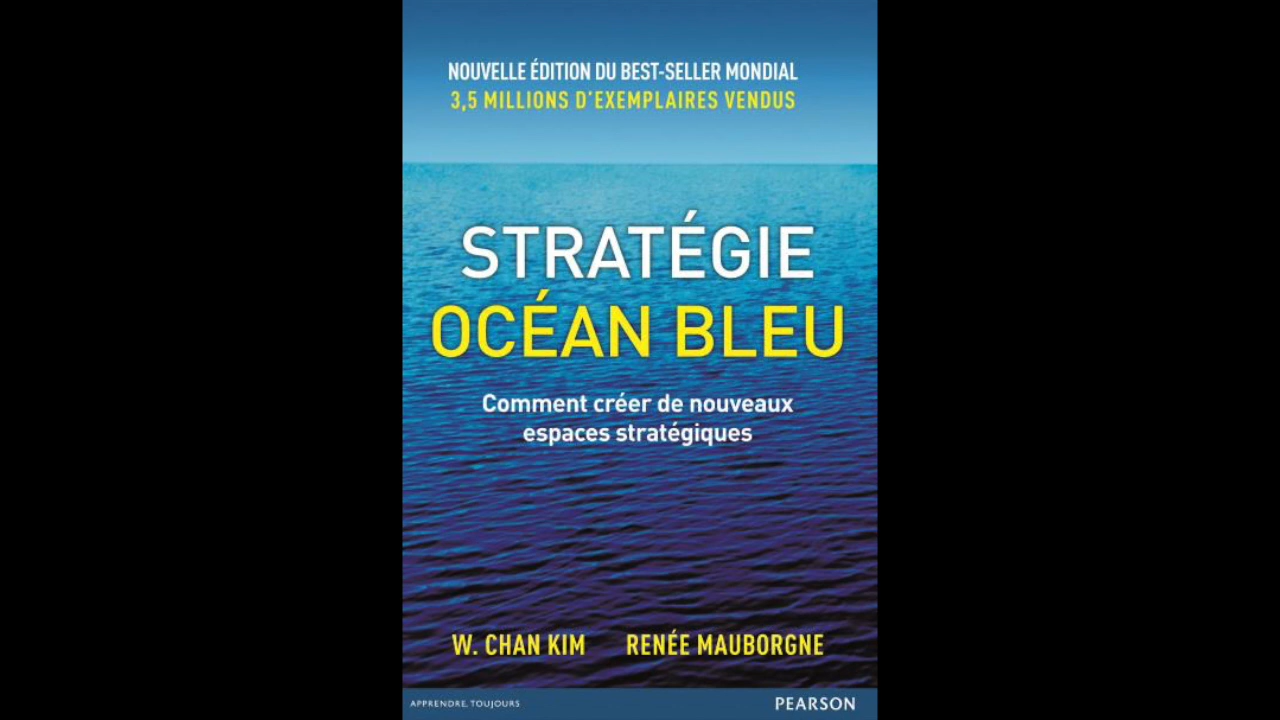 NOUVELLE ÉDITION DU BEST-SELLER MONDIAL
3,5 MILLIONS D'EXEMPLAIRES VENDUS
STRATÉGIE
OCÉAN BLEU
Comment créer de nouveaux
espaces stratégiques
W. CHAN KIM RENÉE MAUBORGNE
APPRENDRE, TOUJOURS PEARSON